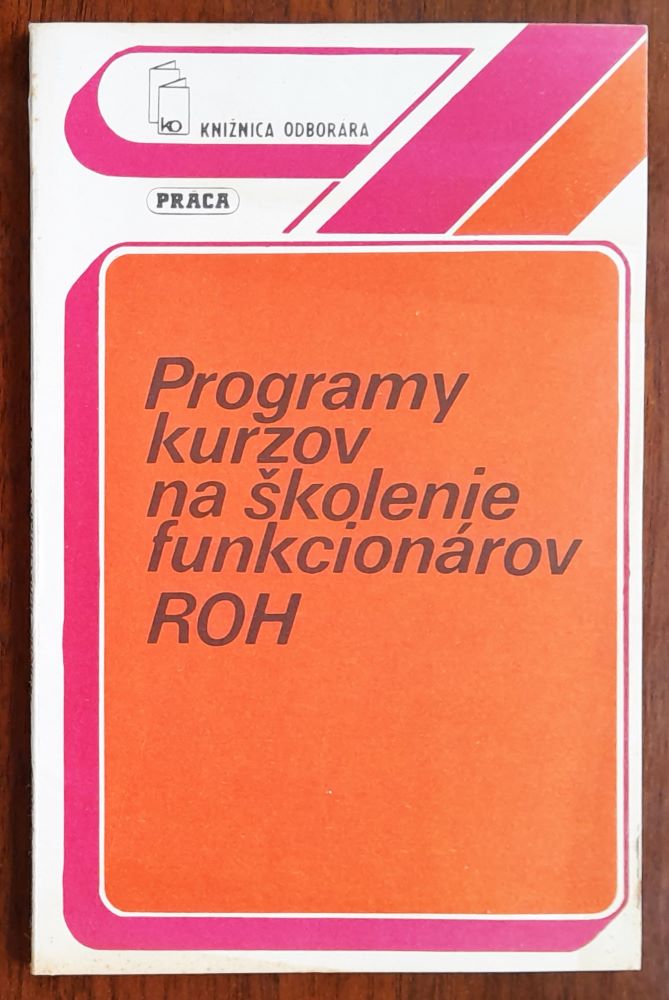 ko
KNIŽNICA ODBORÁRA
PRÁCA
Programy
kurzov
na školenie
funkcionárov
ROH